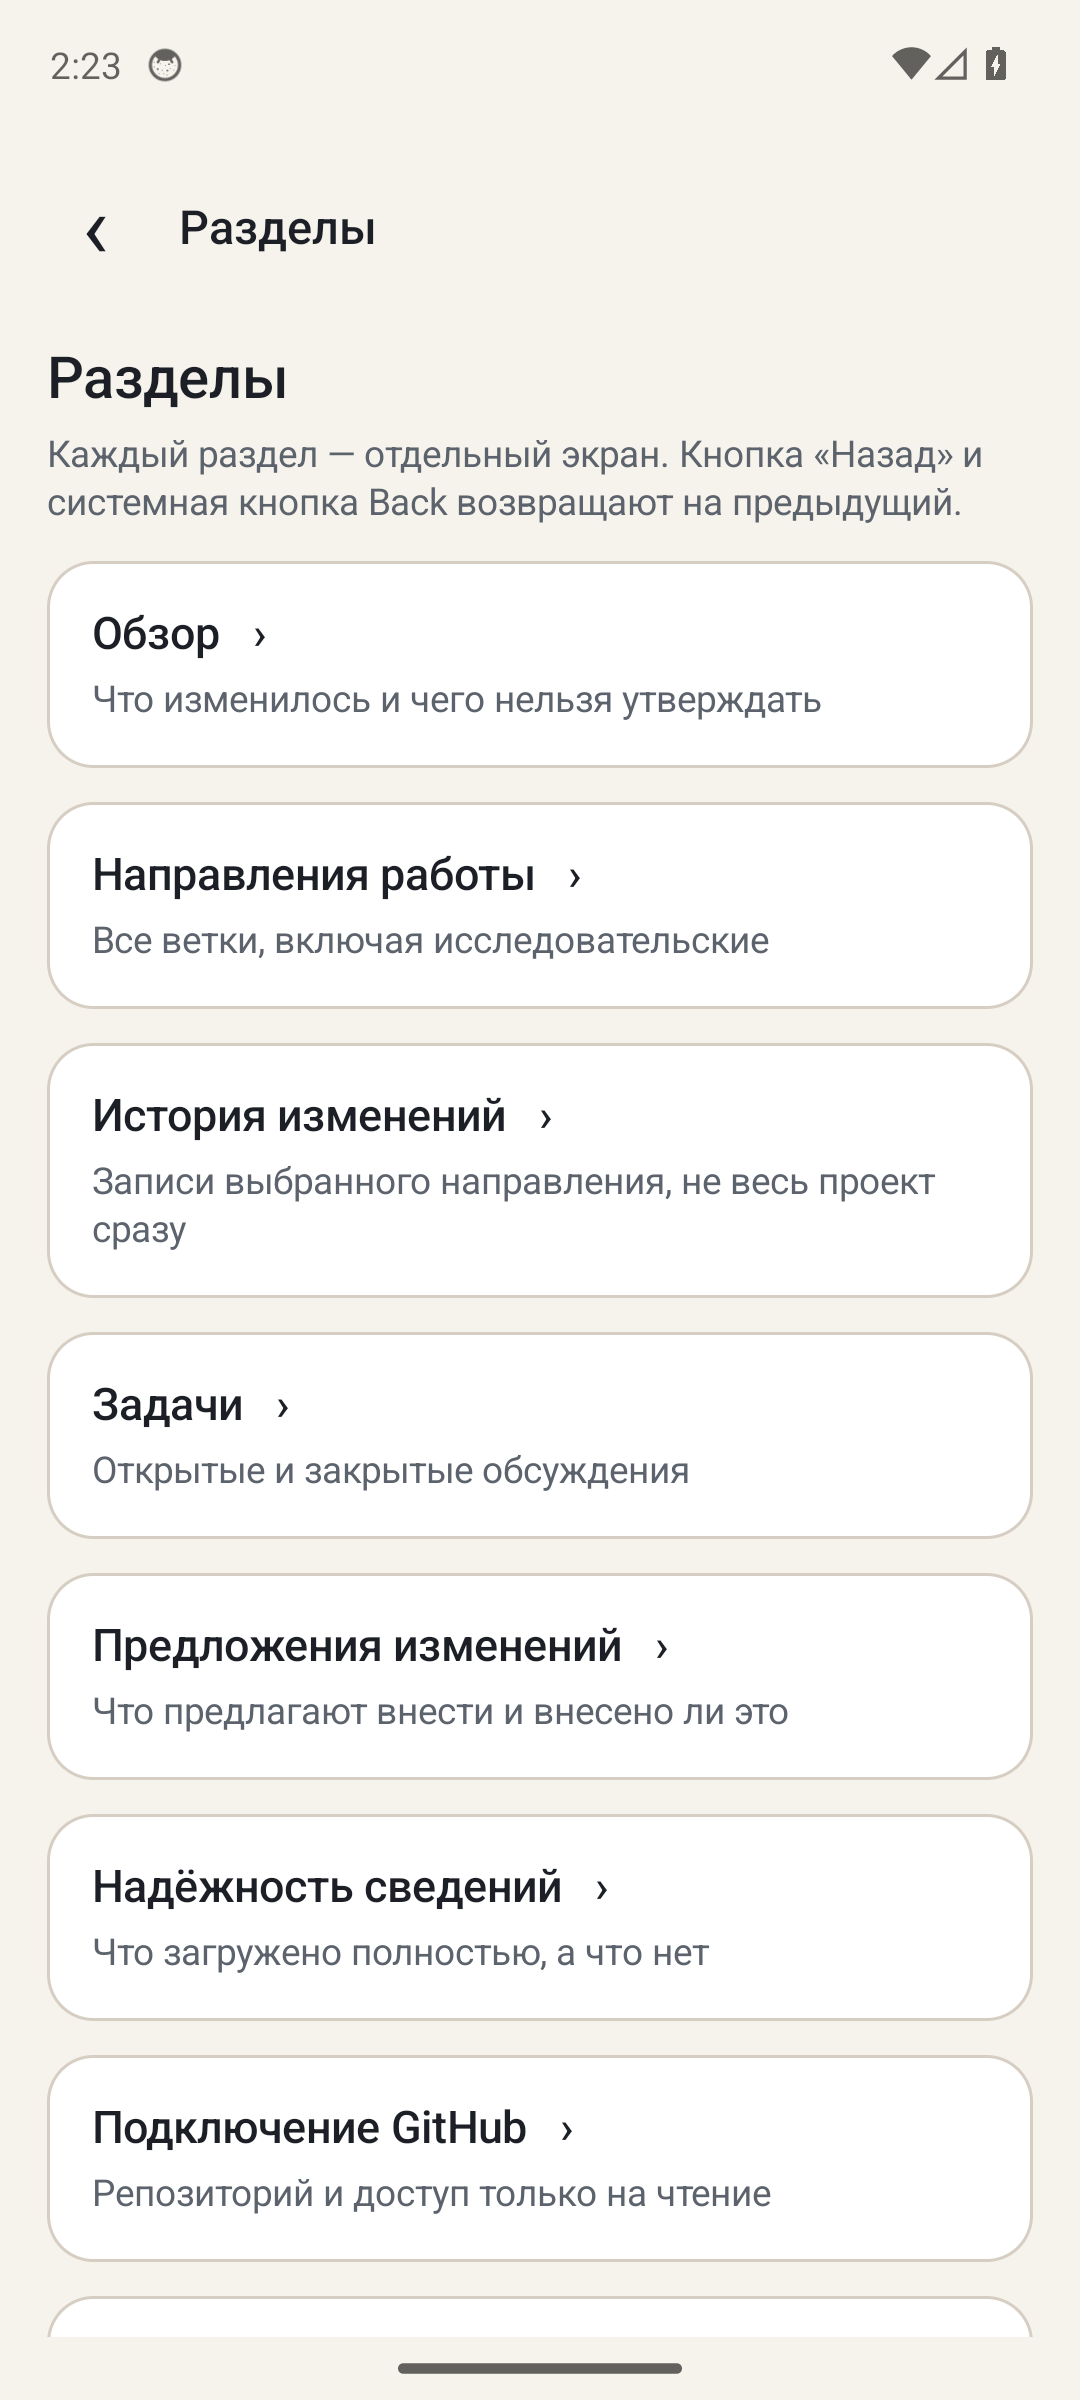 2:23
Разделы
Разделы
Каждый раздел — отдельный экран. Кнопка «Назад» и
системная кнопка Back возвращают на предыдущий.
Обзор ›
Что изменилось и чего нельзя утверждать
Направления работы ›
Все ветки, включая исследовательские
История изменений ›
Записи выбранного направления, не весь проект
сразу
Задачи ›
Открытые и закрытые обсуждения
Предложения изменений ›
Что предлагают внести и внесено ли это
Надёжность сведений ›
Что загружено полностью, а что нет
Подключение GitHub ›
Репозиторий и доступ только на чтение